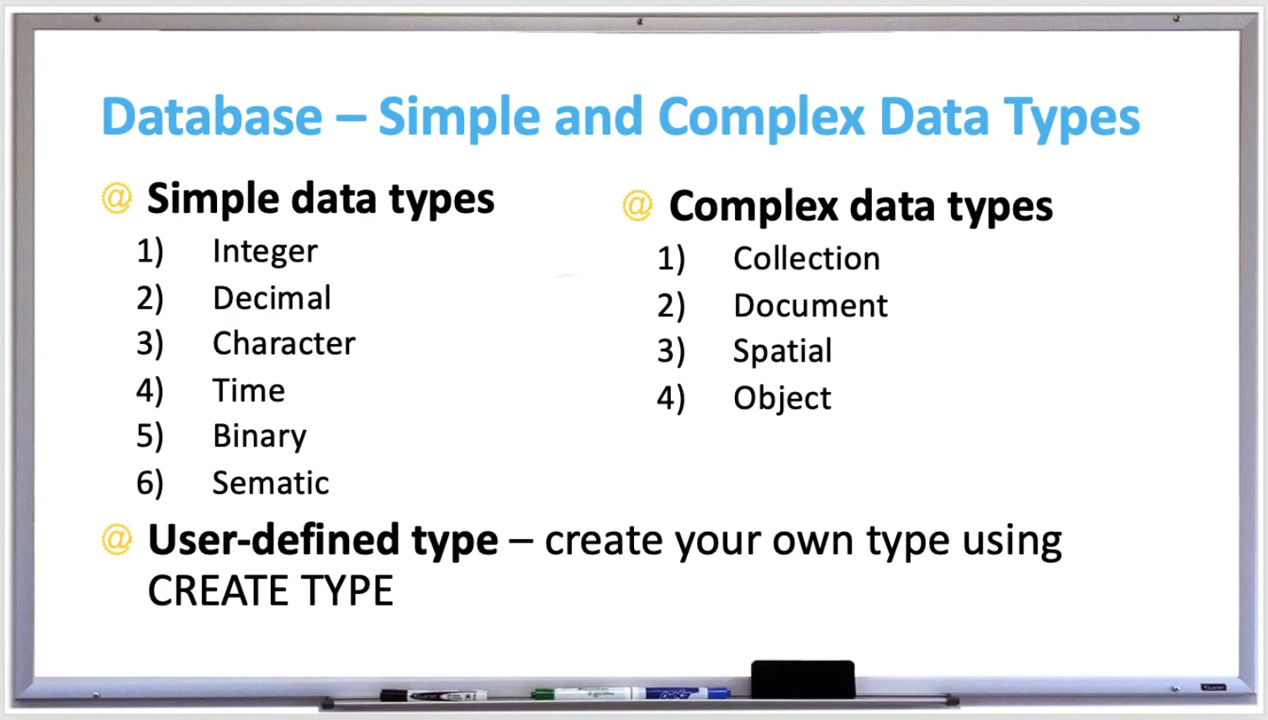 Database – Simple and Complex Data Types
@ Simple data types
1) Integer
2) Decimal
3) Character
4) Time
5) Binary
6) Sematic
@ Complex data types
1) Collection
2) Document
3) Spatial
4) Object
@ User-defined type – create your own type using
CREATE TYPE